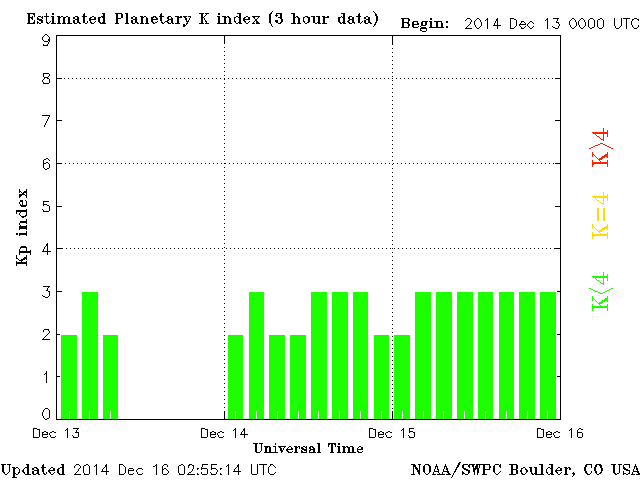 Estimated Planetary K index (3 hour data) Begin: 2014 Dec 13 0000 UTC
9
8
7
6
5
4
3
2
1
0
Kp index
K>4
K=4
K<4
Dec 13 Dec 14 Dec 15 Dec 16
Universal Time
Updated 2014 Dec 16 02:55:14 UTC NOAA/SWPC Boulder, CO USA